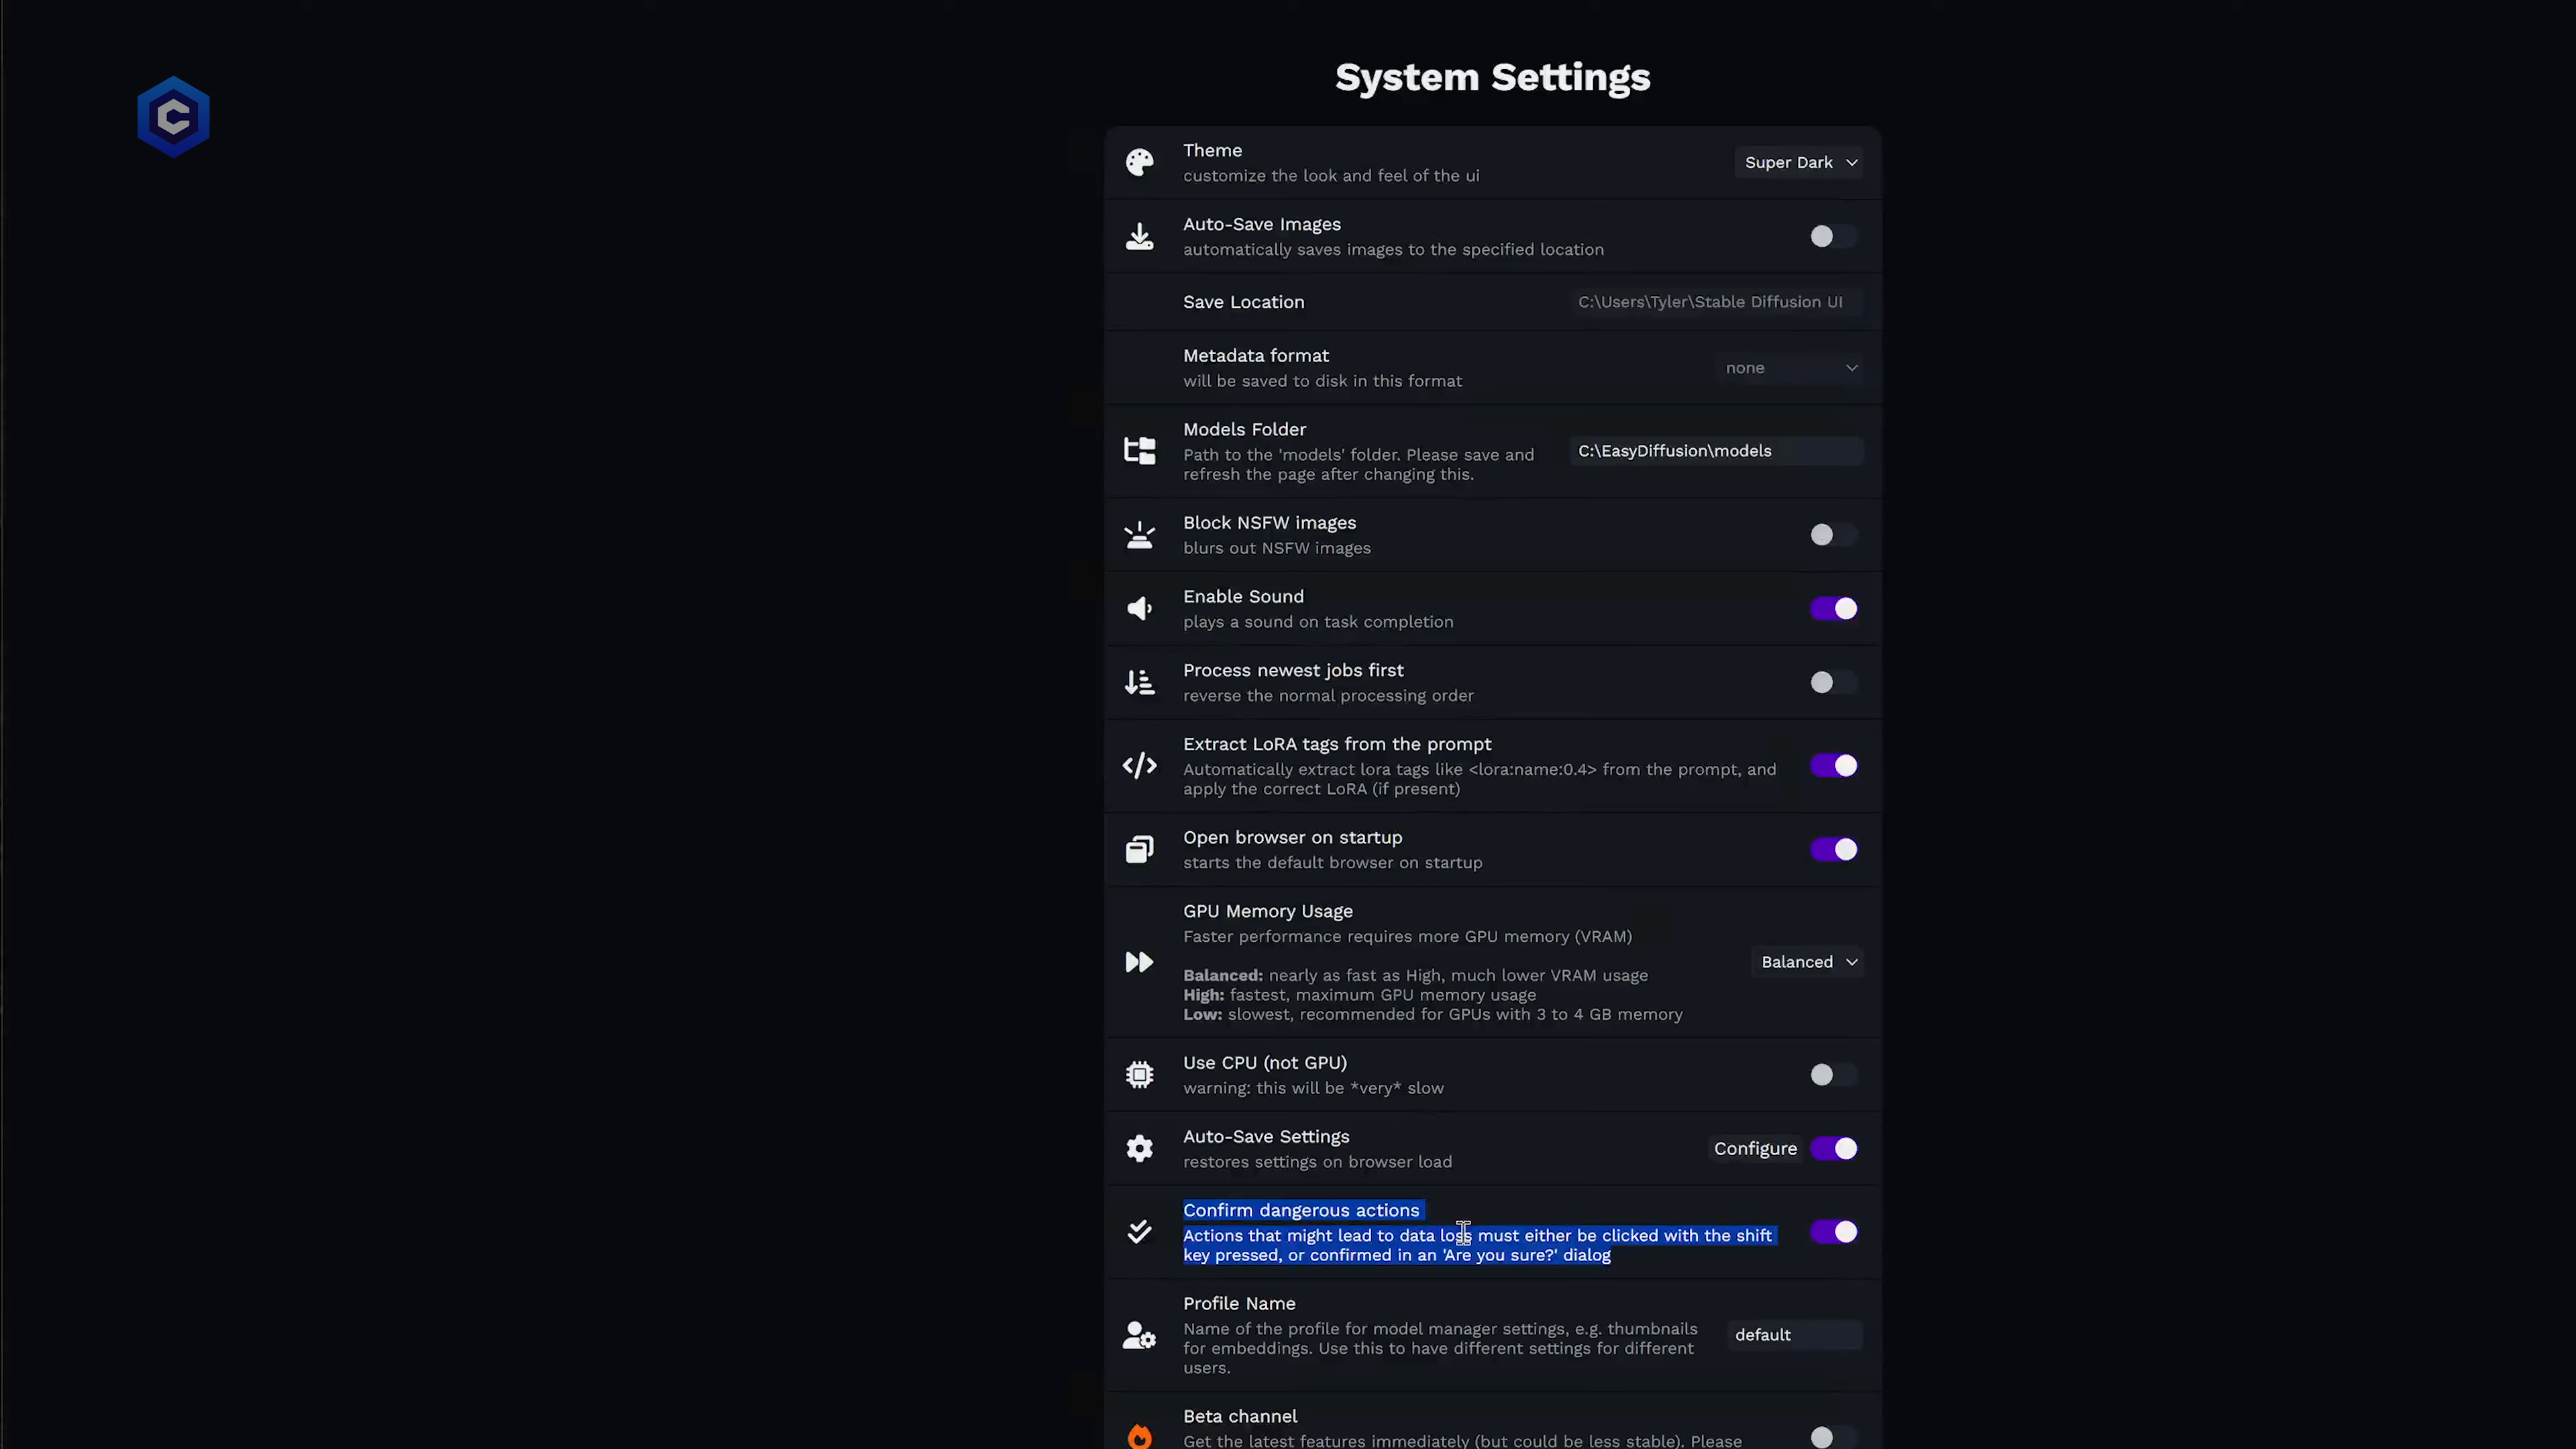 System Settings
Theme
customize the look and feel of the ui
Super Dark
Auto-Save Images
automatically saves images to the specified location
Save Location
C:\Users\Tyler\Stable Diffusion UI
Metadata format
will be saved to disk in this format
none
Models Folder
Path to the 'models' folder. Please save and
refresh the page after changing this.
C:\EasyDiffusion\models
Block NSFW images
blurs out NSFW images
Enable Sound
plays a sound on task completion
Process newest jobs first
reverse the normal processing order
Extract LoRA tags from the prompt
Automatically extract lora tags like <lora:name:0.4> from the prompt, and
apply the correct LoRA (if present)
Open browser on startup
starts the default browser on startup
GPU Memory Usage
Faster performance requires more GPU memory (VRAM)
Balanced: nearly as fast as High, much lower VRAM usage
High: fastest, maximum GPU memory usage
Low: slowest, recommended for GPUs with 3 to 4 GB memory
Balanced
Use CPU (not GPU)
warning: this will be *very* slow
Auto-Save Settings
restores settings on browser load
Configure
Confirm dangerous actions
Actions that might lead to data loss must either be clicked with the shift
key pressed, or confirmed in an 'Are you sure?' dialog
Profile Name
Name of the profile for model manager settings, e.g. thumbnails
for embeddings. Use this to have different settings for different
users.
default
Beta channel
Get the latest features immediately (but could be less stable). Please